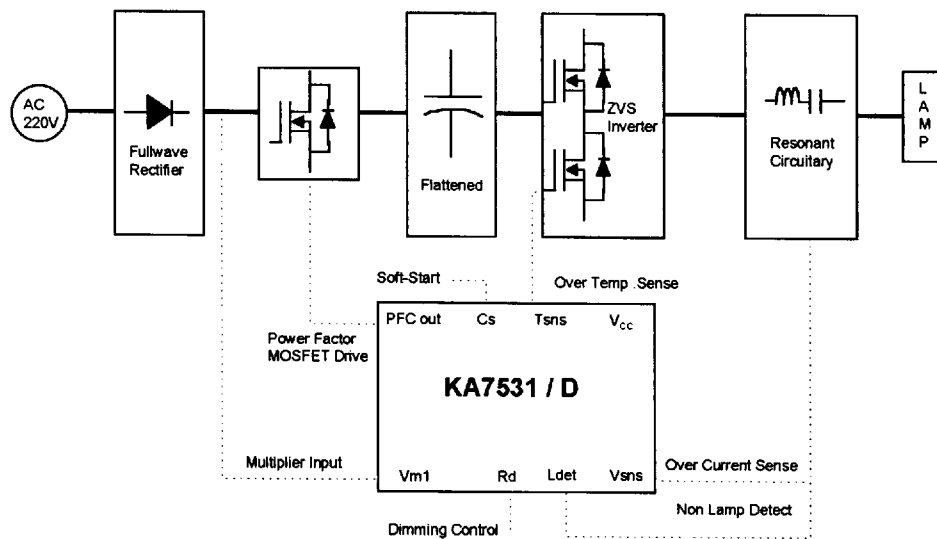 AC
220V
Fullwave
Rectifier
Flattened
ZVS
Inverter
Resonant
Circuitary
L
A
M
P
Soft-Start
Over Temp .Sense
PFC out Cs Tsns Vcc
Power Factor
MOSFET Drive
KA7531 / D
Multiplier Input
Vm1 Rd Ldet Vsns
Over Current Sense
Non Lamp Detect
Dimming Control